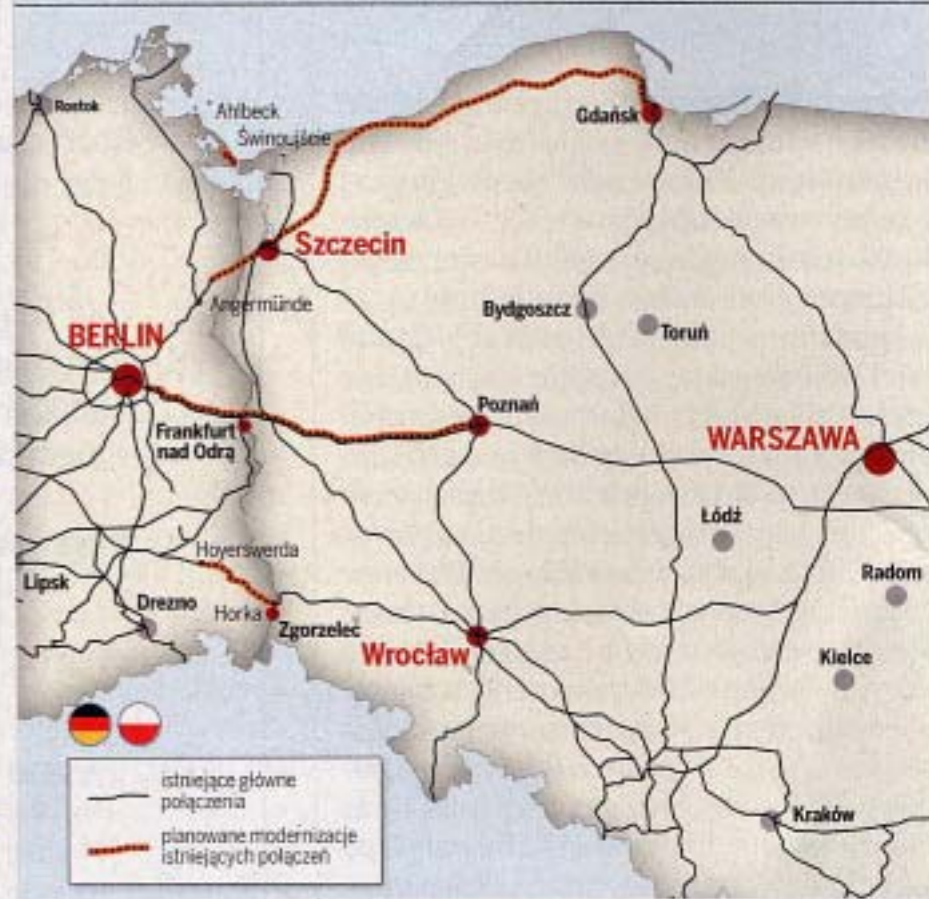 Rostok
Ahlbeck
Świnoujście
Gdańsk
Szczecin
Angermünde
Bydgoszcz
Toruń
BERLIN
Poznań
Frankfurt
nad Odrą
WARSZAWA
Łódź
Hoyerswerda
Lipsk
Drezno
Horka
Zgorzelec
Radom
Wrocław
Kielce
Kraków
istniejące główne
połączenia
planowane modernizacje
istniejących połączeń